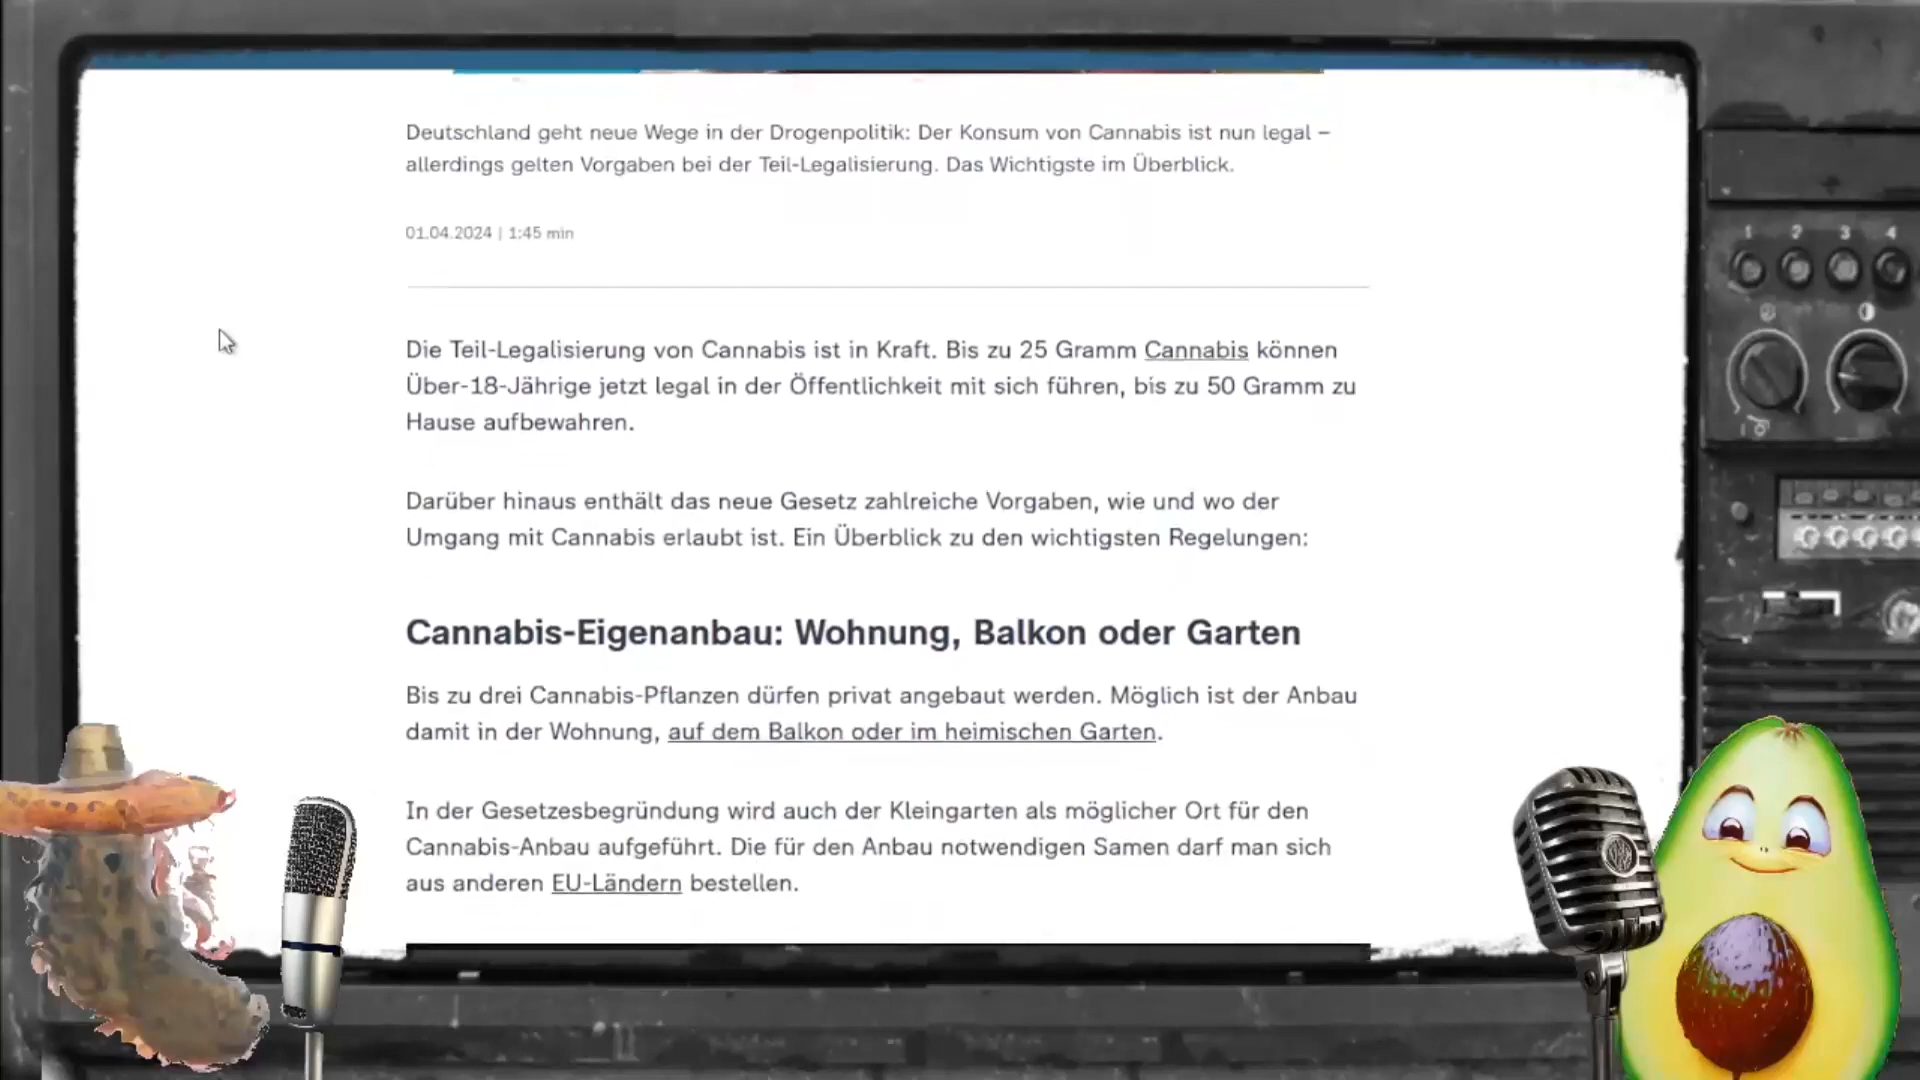 Deutschland geht neue Wege in der Drogenpolitik: Der Konsum von Cannabis ist nun legal –
allerdings gelten Vorgaben bei der Teil-Legalisierung. Das Wichtigste im Überblick.
01.04.2024 | 1:45 min
Die Teil-Legalisierung von Cannabis ist in Kraft. Bis zu 25 Gramm Cannabis können
Über-18-Jährige jetzt legal in der Öffentlichkeit mit sich führen, bis zu 50 Gramm zu
Hause aufbewahren.
Darüber hinaus enthält das neue Gesetz zahlreiche Vorgaben, wie und wo der
Umgang mit Cannabis erlaubt ist. Ein Überblick zu den wichtigsten Regelungen:
Cannabis-Eigenanbau: Wohnung, Balkon oder Garten
Bis zu drei Cannabis-Pflanzen dürfen privat angebaut werden. Möglich ist der Anbau
damit in der Wohnung, auf dem Balkon oder im heimischen Garten.
In der Gesetzesbegründung wird auch der Kleingarten als möglicher Ort für den
Cannabis-Anbau aufgeführt. Die für den Anbau notwendigen Samen darf man sich
aus anderen EU-Ländern bestellen.
1 2 3 4